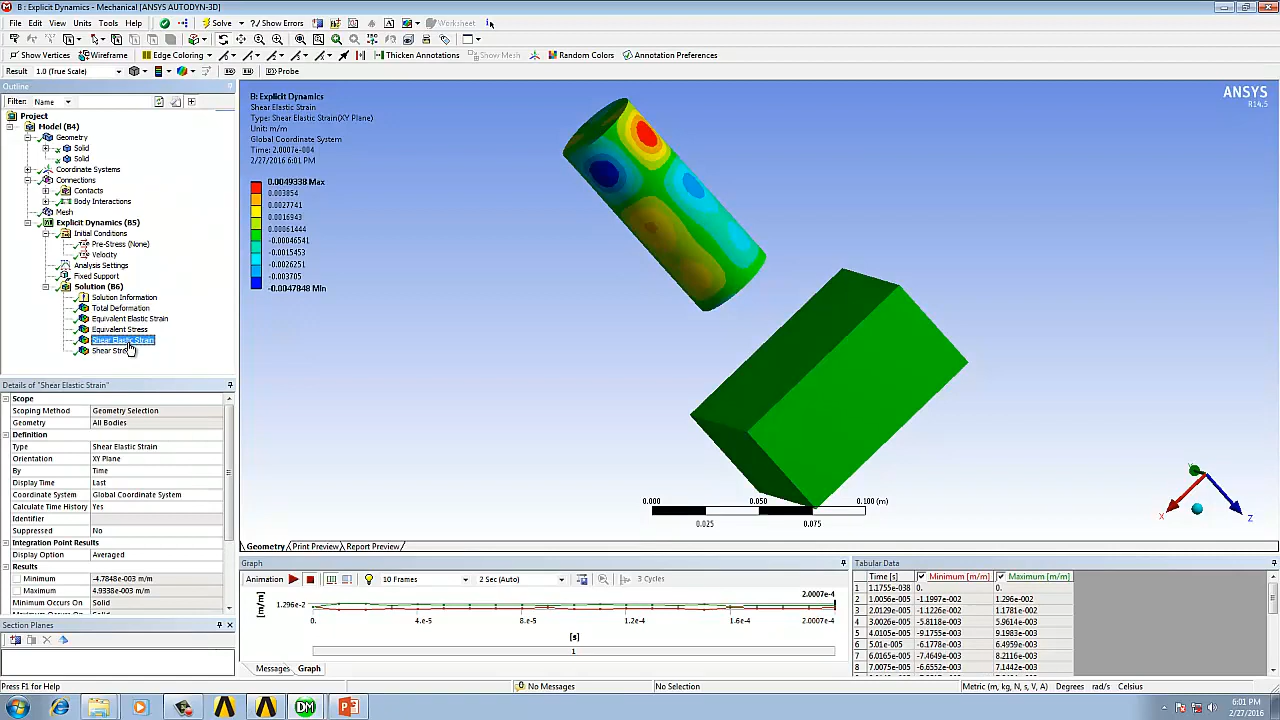 B : Explicit Dynamics - Mechanical [ANSYS AUTODYN-3D]
File Edit View Units Tools Help Solve ?/Show Errors Worksheet
Show Vertices Wireframe Edge Coloring Thicken Annotations Show Mesh Random Colors Annotation Preferences
Result 1.0 (True Scale) Probe
Outline
Filter: Name
Project
Model (B4)
Geometry
Solid
Solid
Coordinate Systems
Connections
Contacts
Body Interactions
Mesh
Explicit Dynamics (B5)
Initial Conditions
Pre-Stress (None)
Velocity
Analysis Settings
Fixed Support
Solution (B6)
Solution Information
Total Deformation
Equivalent Elastic Strain
Equivalent Stress
Shear Elastic Strain
Details of "Shear Elastic Strain"
Scope
Scoping Method Geometry Selection
Geometry All Bodies
Definition
Type Shear Elastic Strain
Orientation XY Plane
By Time
Display Time Last
Coordinate System Global Coordinate System
Calculate Time History Yes
Identifier
Suppressed No
Integration Point Results
Display Option Averaged
Results
Minimum -4.7848e-003 m/m
Maximum 4.9338e-003 m/m
Minimum Occurs On Solid
Section Planes
B: Explicit Dynamics
Shear Elastic Strain
Type: Shear Elastic Strain(XY Plane)
Unit: m/m
Global Coordinate System
Time: 2.0007e-004
2/27/2016 6:01 PM
0.0049338 Max
0.003854
0.0027741
0.0016943
0.00061444
-0.00046541
-0.0015453
-0.0026251
-0.003705
-0.0047848 Min
ANSYS
R14.5
0.000 0.050 0.100 (m)
0.025 0.075
X Z
Geometry Print Preview Report Preview
Graph
Animation 10 Frames 2 Sec (Auto) 3 Cycles
2.0007e-4
1.296e-2
[m/m]
0. 4.e-5 8.e-5 1.2e-4 1.6e-4 2.0007e-4
[s]
1
Messages Graph
Tabular Data
Time [s] Minimum [m/m] Maximum [m/m]
1 1.1755e-038 0. 0.
2 1.0056e-005 -1.1997e-002 1.296e-002
3 2.0129e-005 -1.1226e-002 1.1781e-002
4 3.0026e-005 -5.8118e-003 5.9614e-003
5 4.0105e-005 -9.1755e-003 9.1983e-003
6 5.01e-005 -6.1778e-003 6.4959e-003
7 6.0165e-005 -7.4649e-003 8.2116e-003
8 7.0075e-005 -6.6552e-003 7.1442e-003
Press F1 for Help No Messages No Selection Metric (m, kg, N, s, V, A) Degrees rad/s Celsius
DM
6:01 PM
2/27/2016